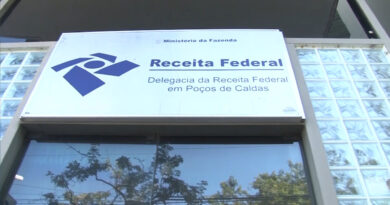 Ministério da Fazenda
Receita Federal
Delegacia da Receita Federal
em Poços de Caldas